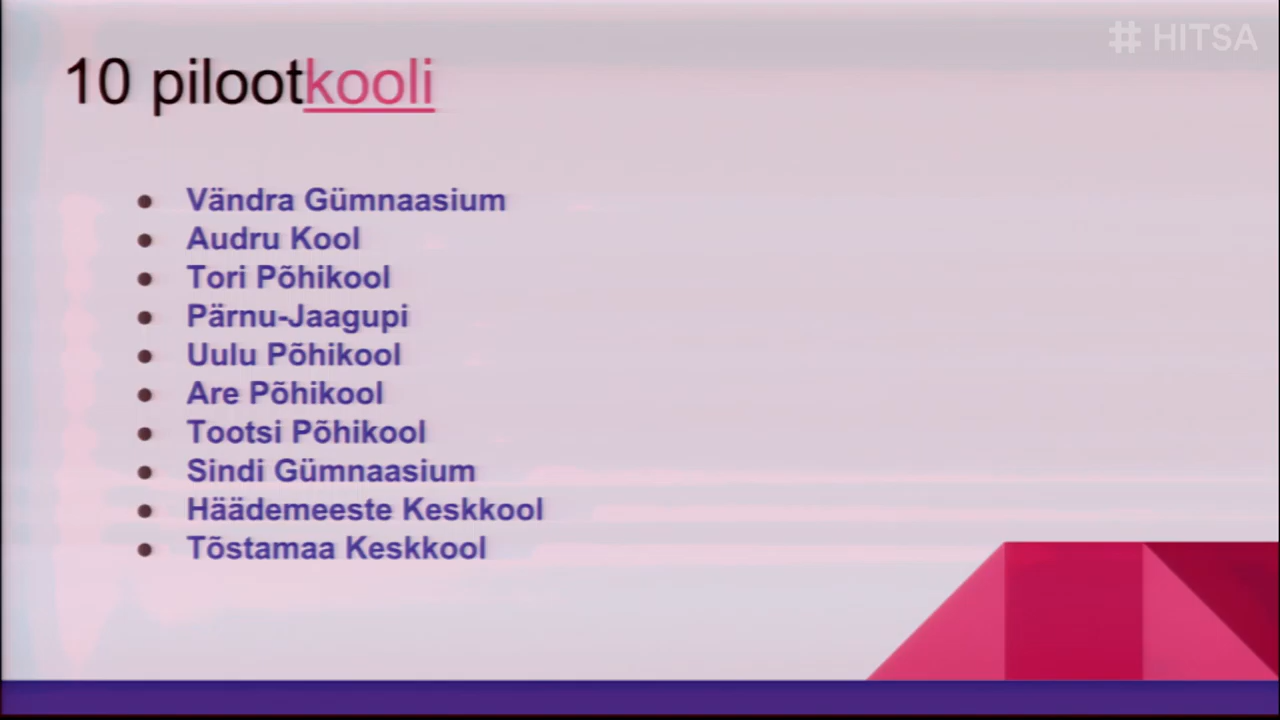 # HITSA
10 pilootkooli
Vändra Gümnaasium
Audru Kool
Tori Põhikool
Pärnu-Jaagupi
Uulu Põhikool
Are Põhikool
Tootsi Põhikool
Sindi Gümnaasium
Häädemeeste Keskkool
Tõstamaa Keskkool